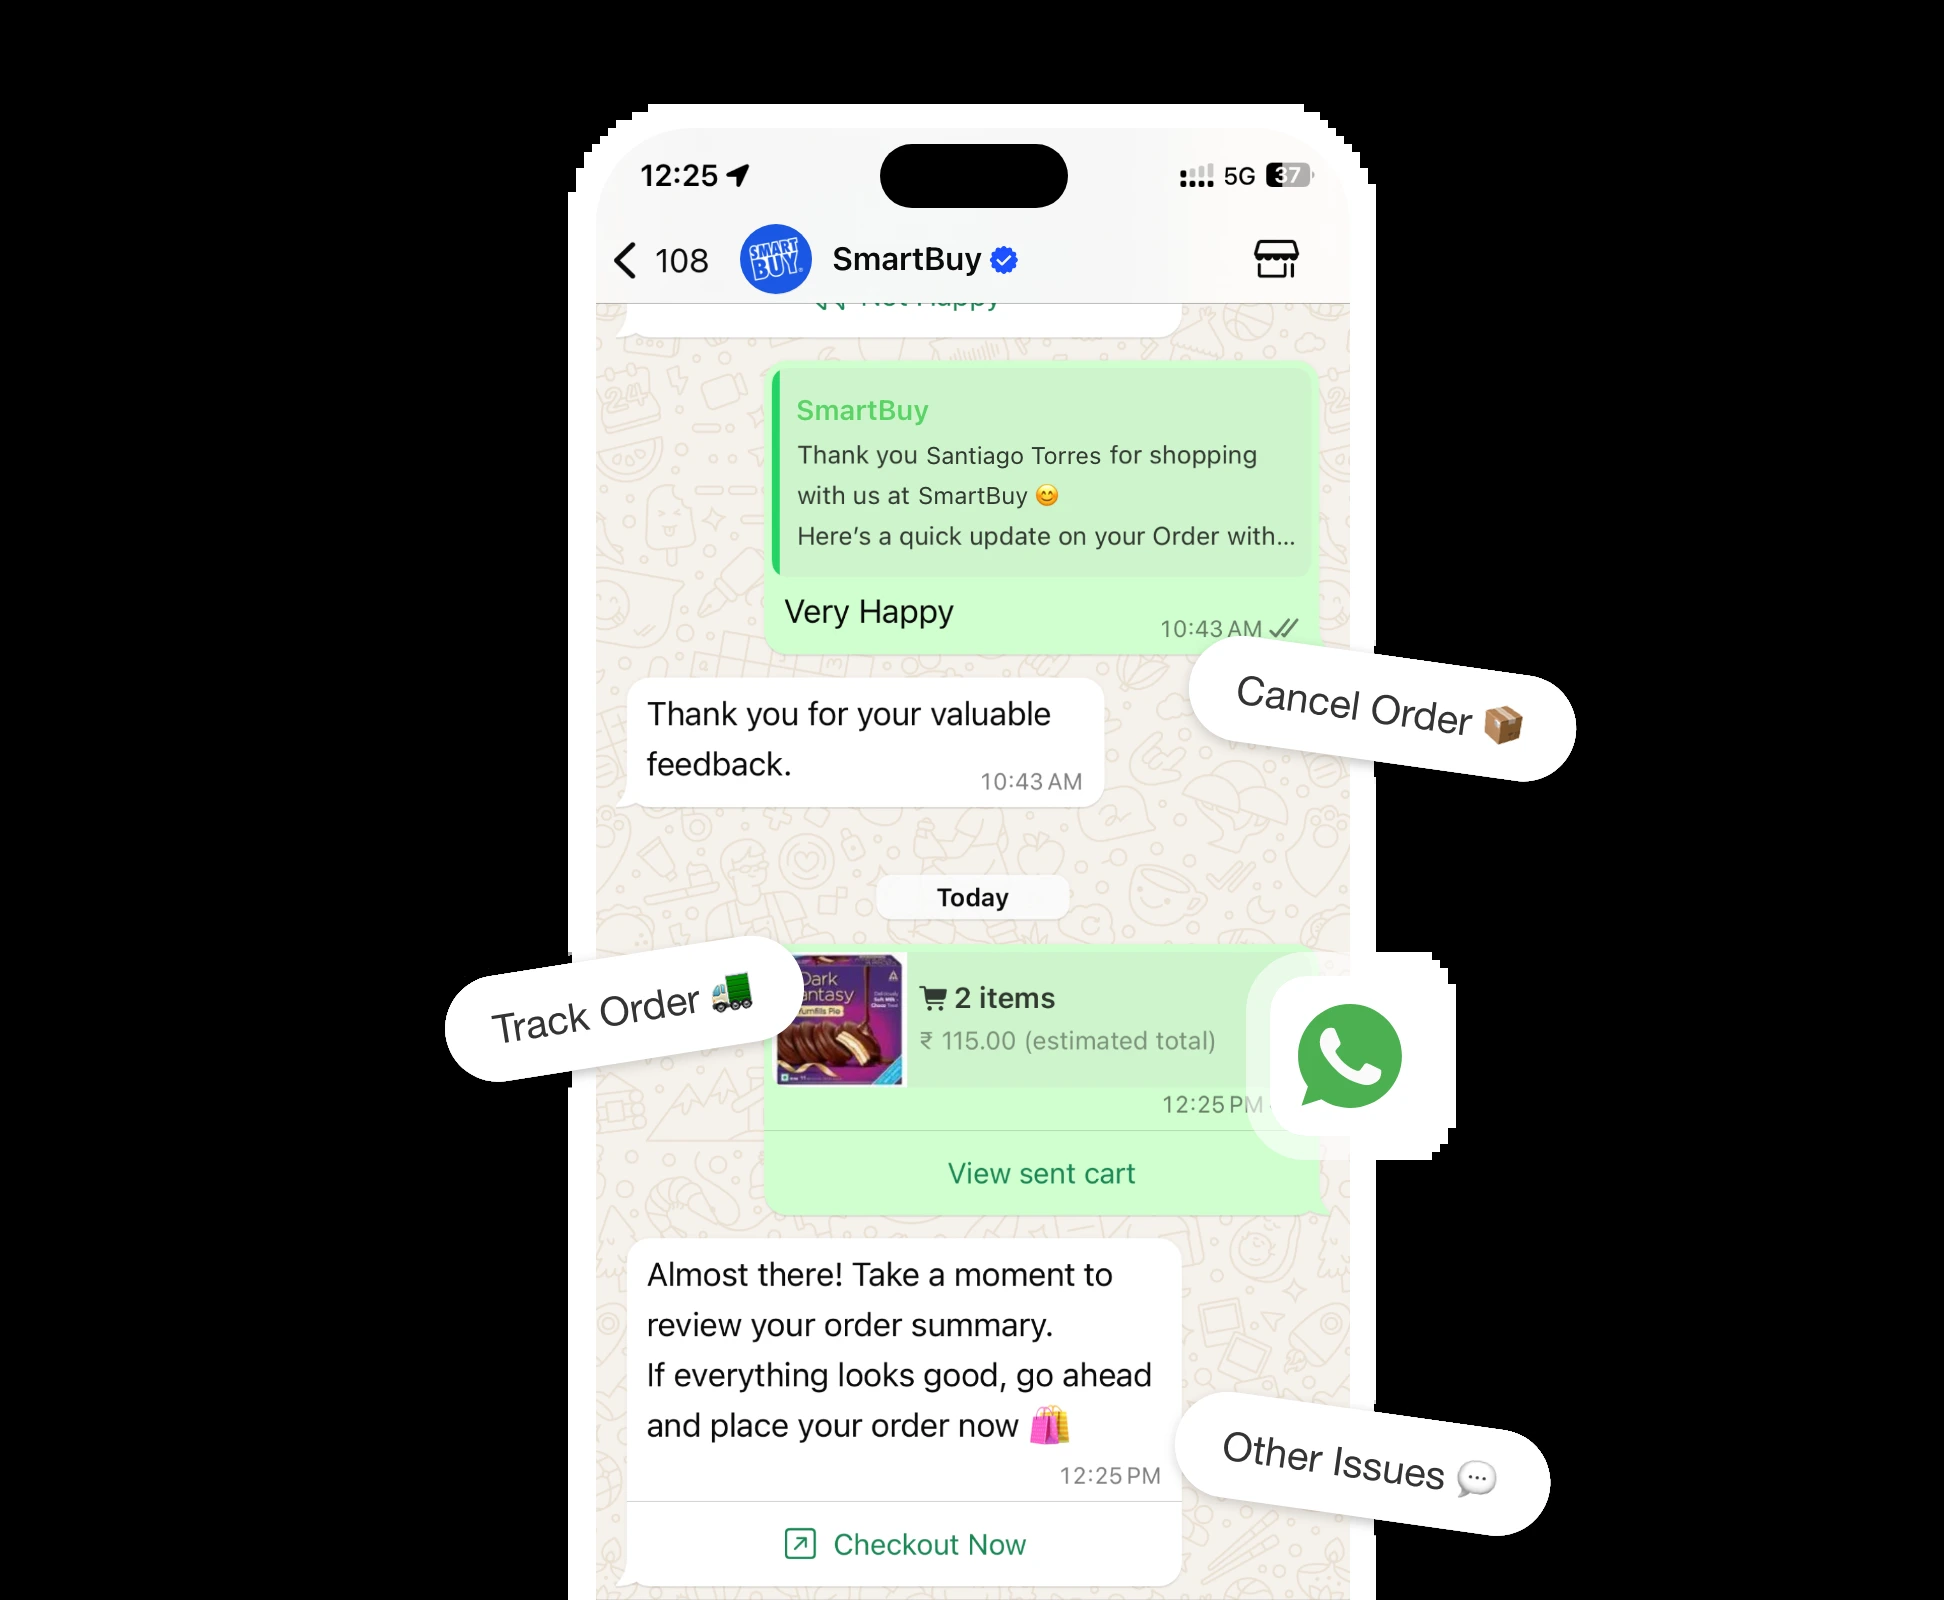 12:25
5G 37
108
SMART
BUY
SmartBuy
Not Happy
SmartBuy
Thank you Santiago Torres for shopping
with us at SmartBuy 😊
Here’s a quick update on your Order with...
Very Happy
10:43 AM
Cancel Order 📦
Thank you for your valuable
feedback.
10:43 AM
Today
Track Order 🚛
Dark
antasy
2 items
₹ 115.00 (estimated total)
12:25 PM
View sent cart
Almost there! Take a moment to
review your order summary.
If everything looks good, go ahead
and place your order now 🛍️
12:25 PM
Other Issues 💬
Checkout Now